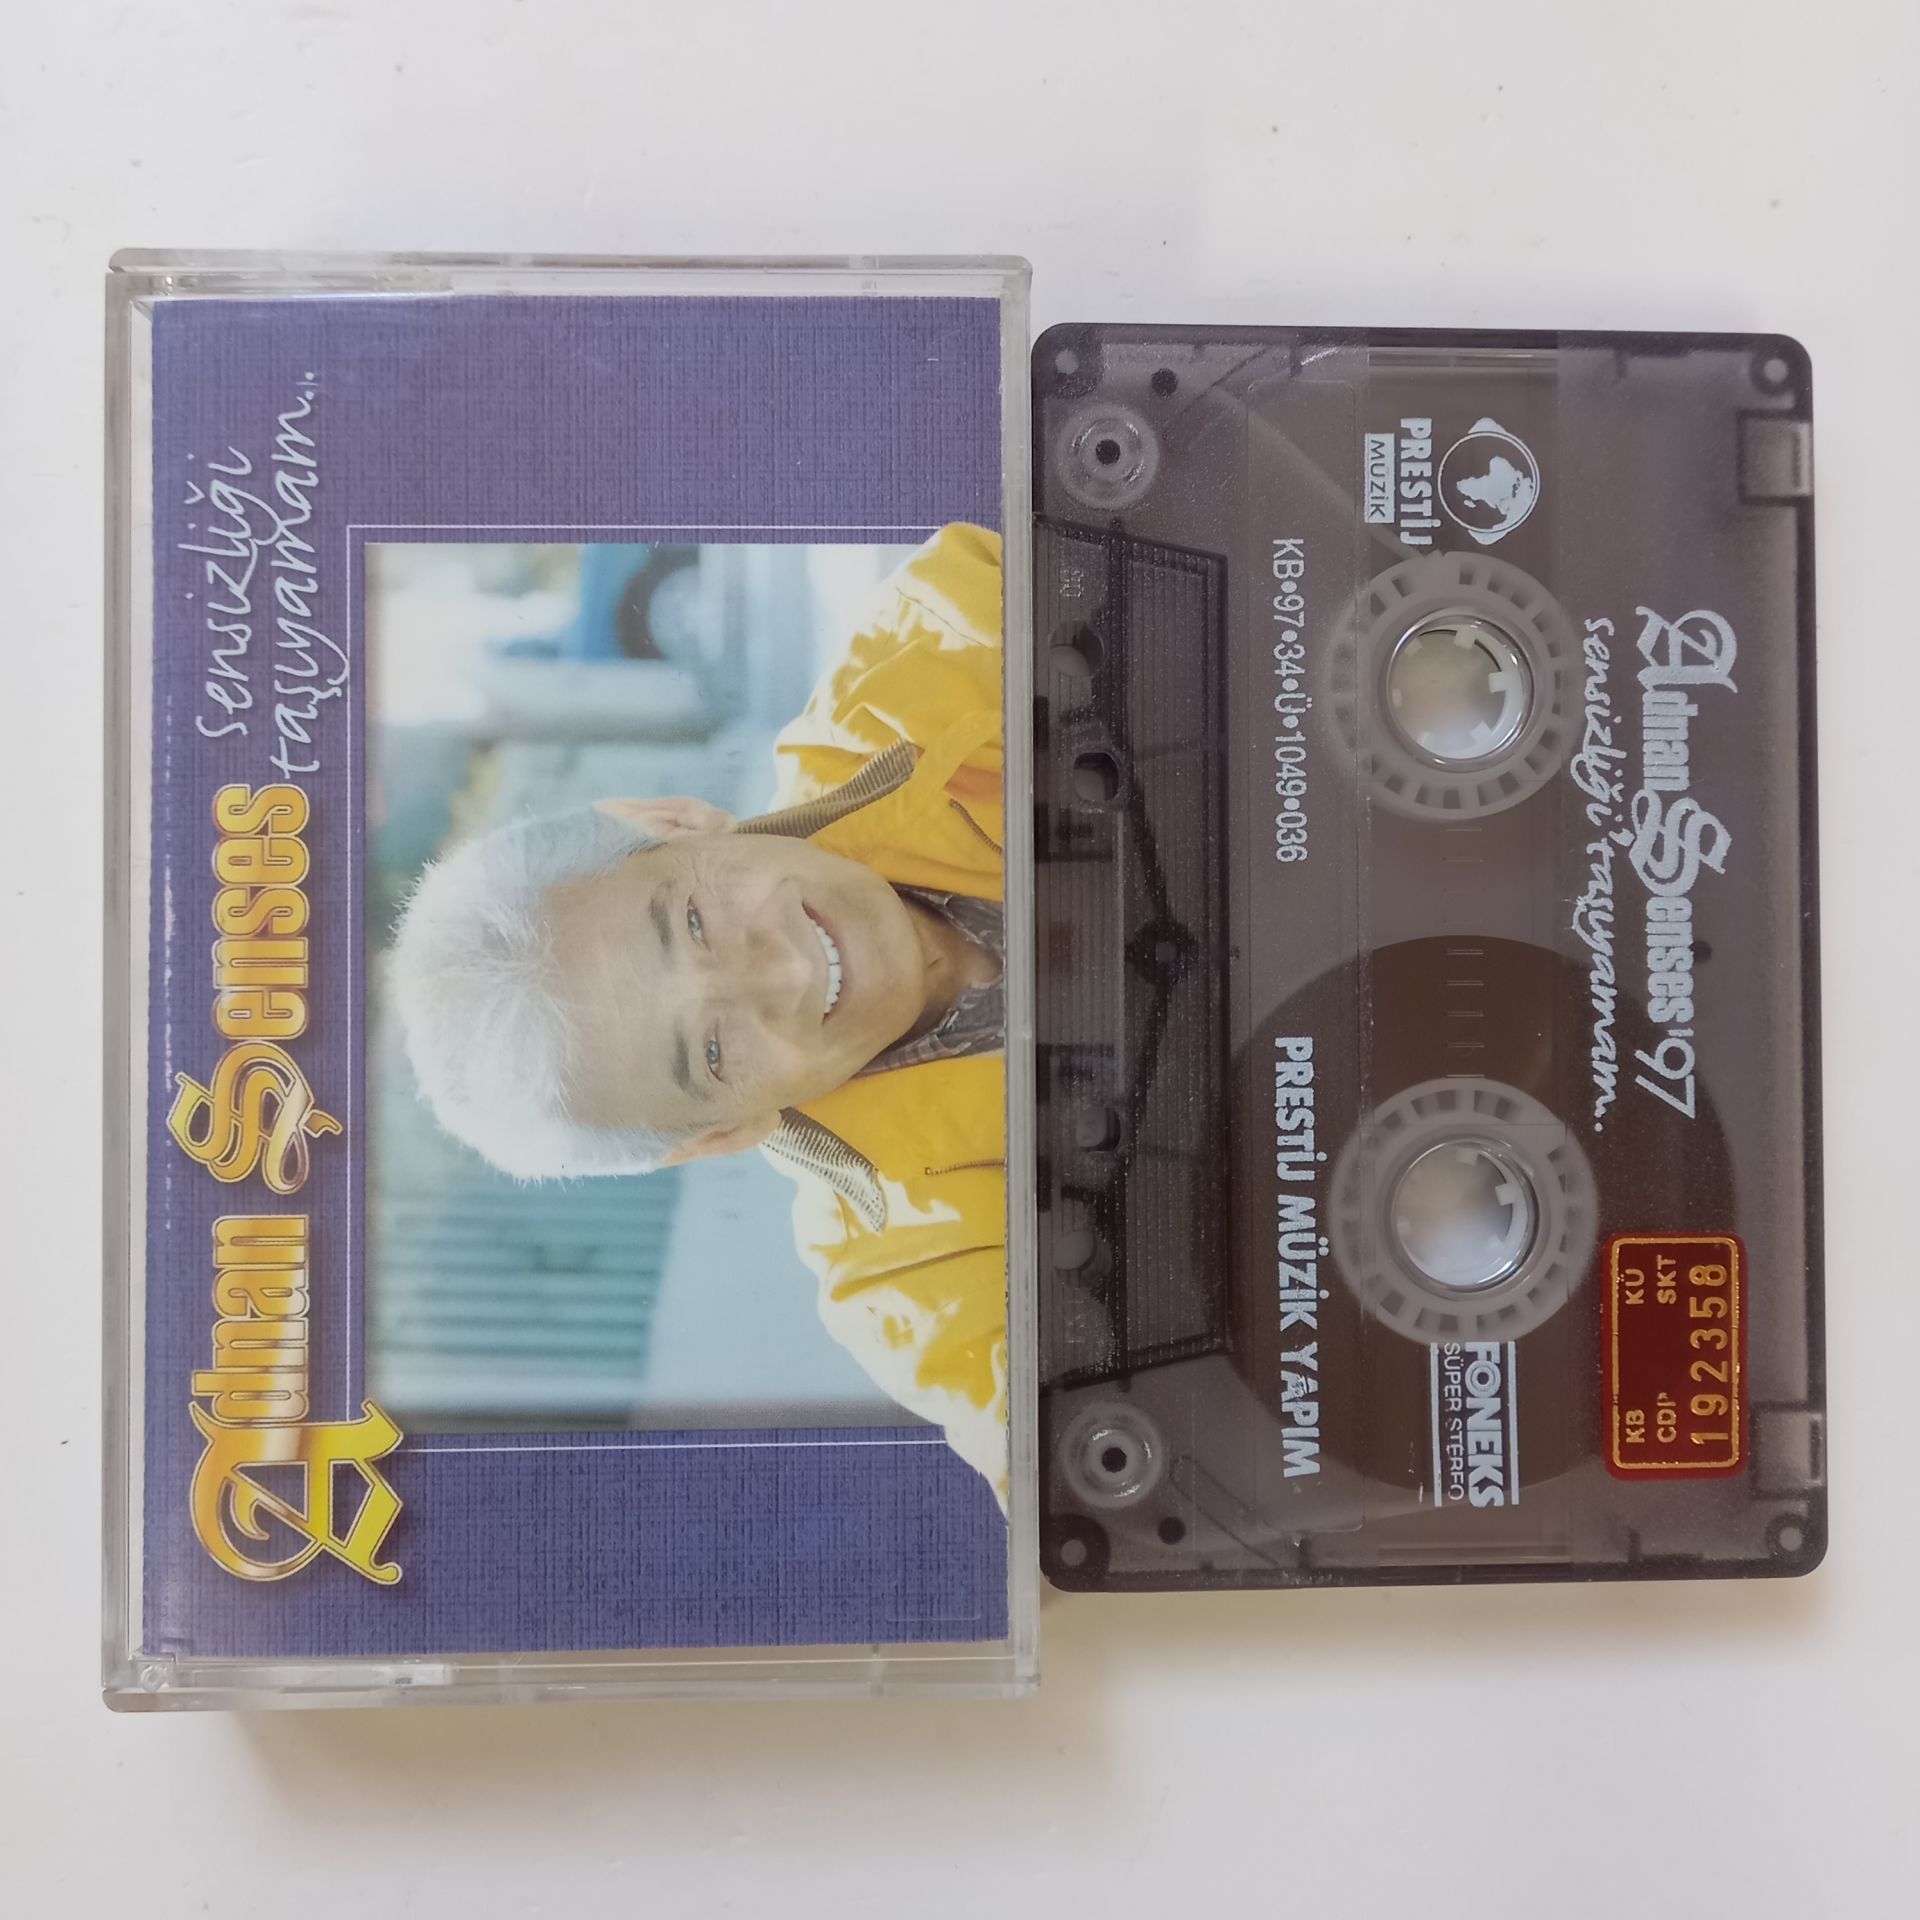 Adnan Şenses
sensizliği
taşıyamam...
PRESTİJ
MÜZİK
Adnan Şenses'97
sensizliği taşıyamam..
KB•97•34•Ü•1049•036
PRESTİJ MÜZİK YAPIM
FONEKS
SÜPER STEREO
KB KÜ
CDP SKT
192358